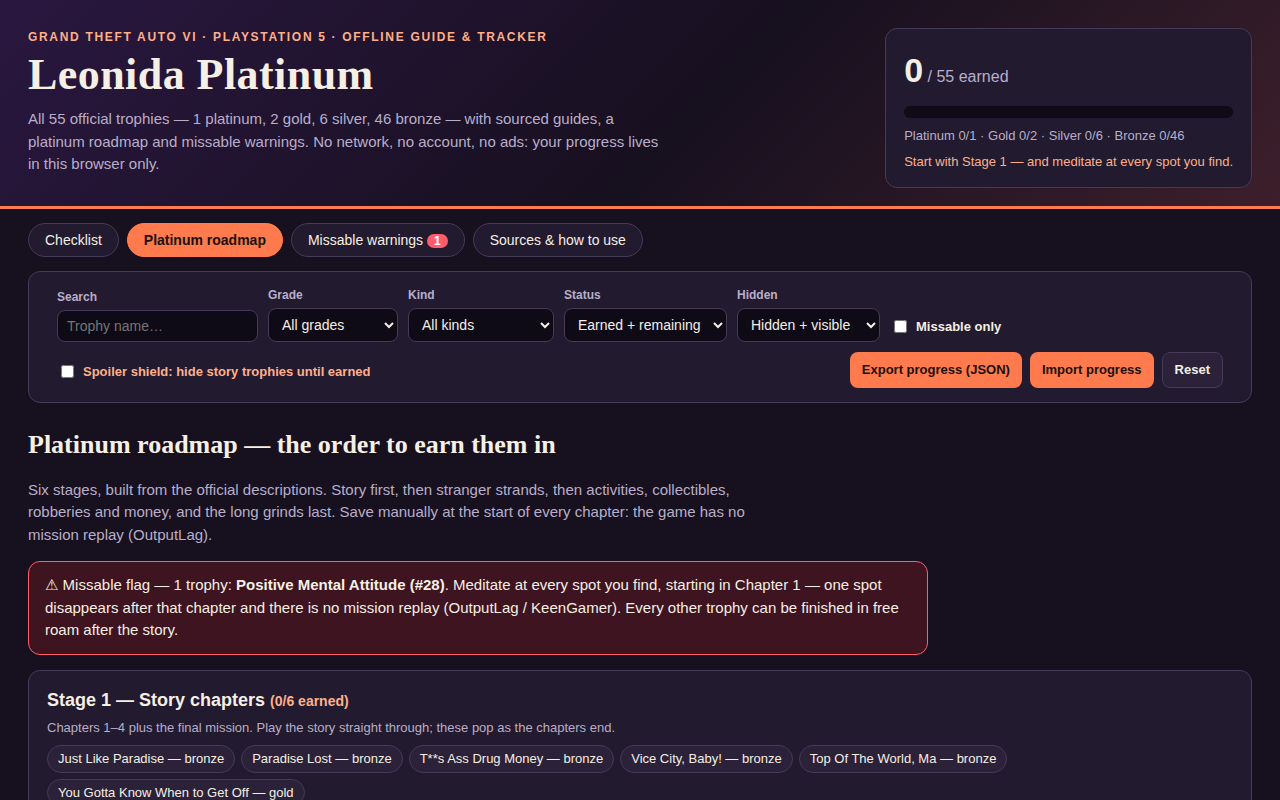 GRAND THEFT AUTO VI · PLAYSTATION 5 · OFFLINE GUIDE & TRACKER
Leonida Platinum
All 55 official trophies — 1 platinum, 2 gold, 6 silver, 46 bronze — with sourced guides, a
platinum roadmap and missable warnings. No network, no account, no ads: your progress lives
in this browser only.
0 / 55 earned
Platinum 0/1 · Gold 0/2 · Silver 0/6 · Bronze 0/46
Start with Stage 1 — and meditate at every spot you find.
Checklist
Platinum roadmap
Missable warnings 1
Sources & how to use
Search
Trophy name…
Grade
All grades
Kind
All kinds
Status
Earned + remaining
Hidden
Hidden + visible
Missable only
Spoiler shield: hide story trophies until earned
Export progress (JSON)
Import progress
Reset
Platinum roadmap — the order to earn them in
Six stages, built from the official descriptions. Story first, then stranger strands, then activities, collectibles,
robberies and money, and the long grinds last. Save manually at the start of every chapter: the game has no
mission replay (OutputLag).
⚠ Missable flag — 1 trophy: Positive Mental Attitude (#28). Meditate at every spot you find, starting in Chapter 1 — one spot
disappears after that chapter and there is no mission replay (OutputLag / KeenGamer). Every other trophy can be finished in free
roam after the story.
Stage 1 — Story chapters (0/6 earned)
Chapters 1–4 plus the final mission. Play the story straight through; these pop as the chapters end.
Just Like Paradise — bronze
Paradise Lost — bronze
T**s Ass Drug Money — bronze
Vice City, Baby! — bronze
Top Of The World, Ma — bronze
You Gotta Know When to Get Off — gold